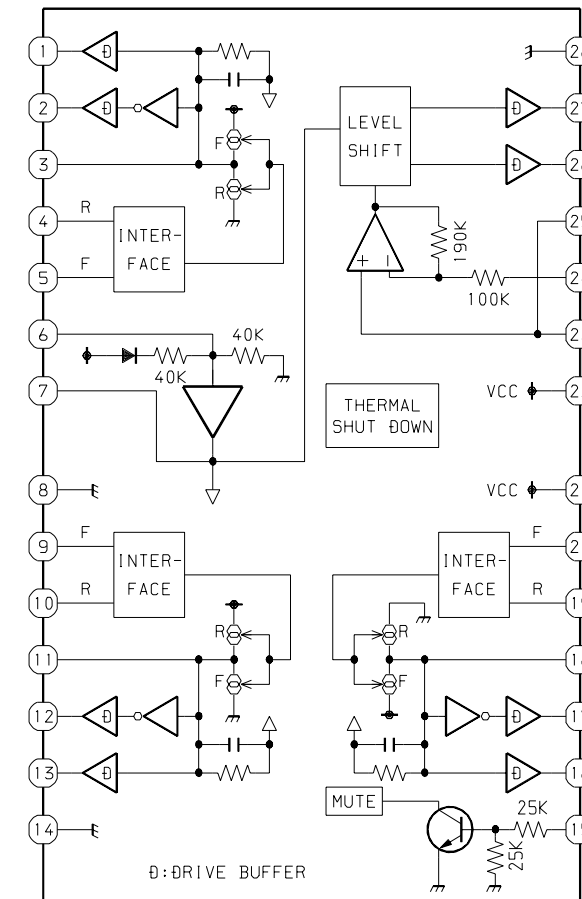 1
2
3
F
R
LEVEL
SHIFT
4 R
5 F
INTER-
FACE
190K
100K
6
40K
40K
7
VCC
THERMAL
SHUT DOWN
8
VCC
9 F
10 R
INTER-
FACE
INTER-
FACE
F
R
11
R
F
R
F
12
13
14
MUTE
25K
25K
D
D
D
D
D
D
D
D
+
−
D:DRIVE BUFFER